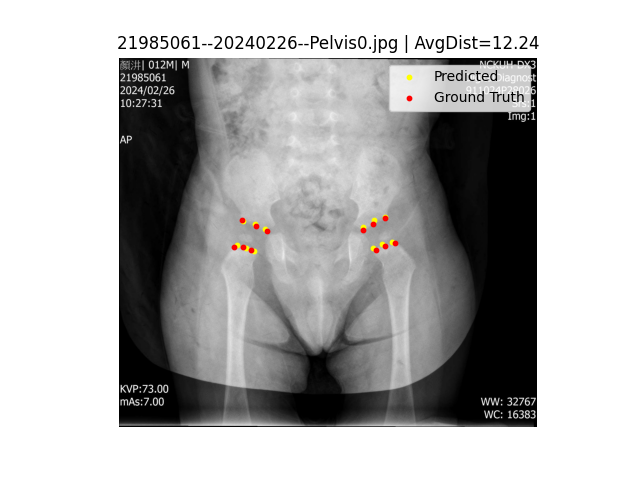 21985061--20240226--Pelvis0.jpg | AvgDist=12.24
012M| M
21985061
2024/02/26
10:27:31
AP
NCKUH-DX3
Predicted
Ground Truth
Img:1
KVP:73.00
mAs:7.00
WW: 32767
WC: 16383